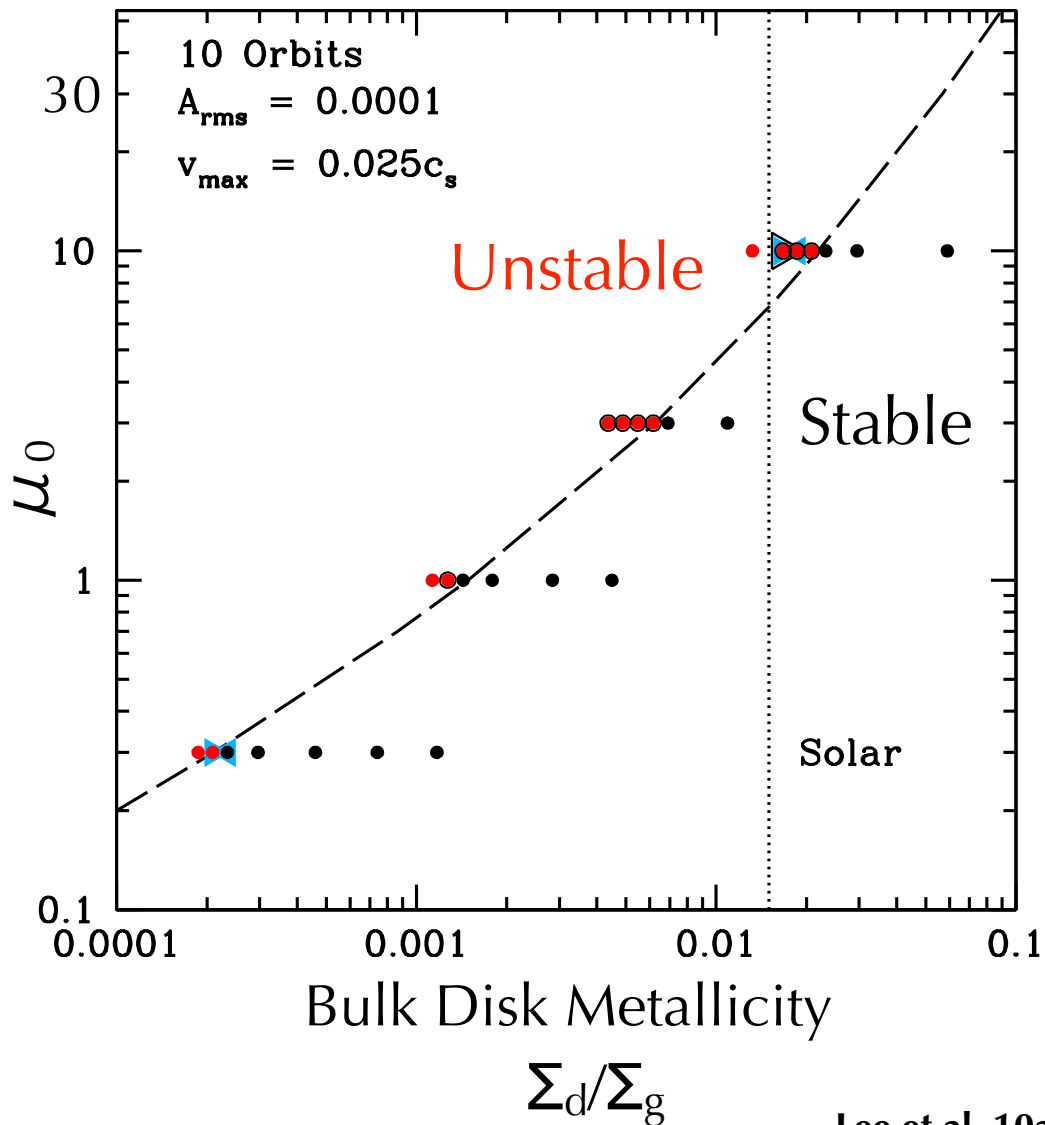 10 Orbits
A_rms = 0.0001
v_max = 0.025c_s
30
10
1
0.1
μ_0
Unstable
Stable
Solar
0.0001 0.001 0.01 0.1
Bulk Disk Metallicity
Σ_d/Σ_g